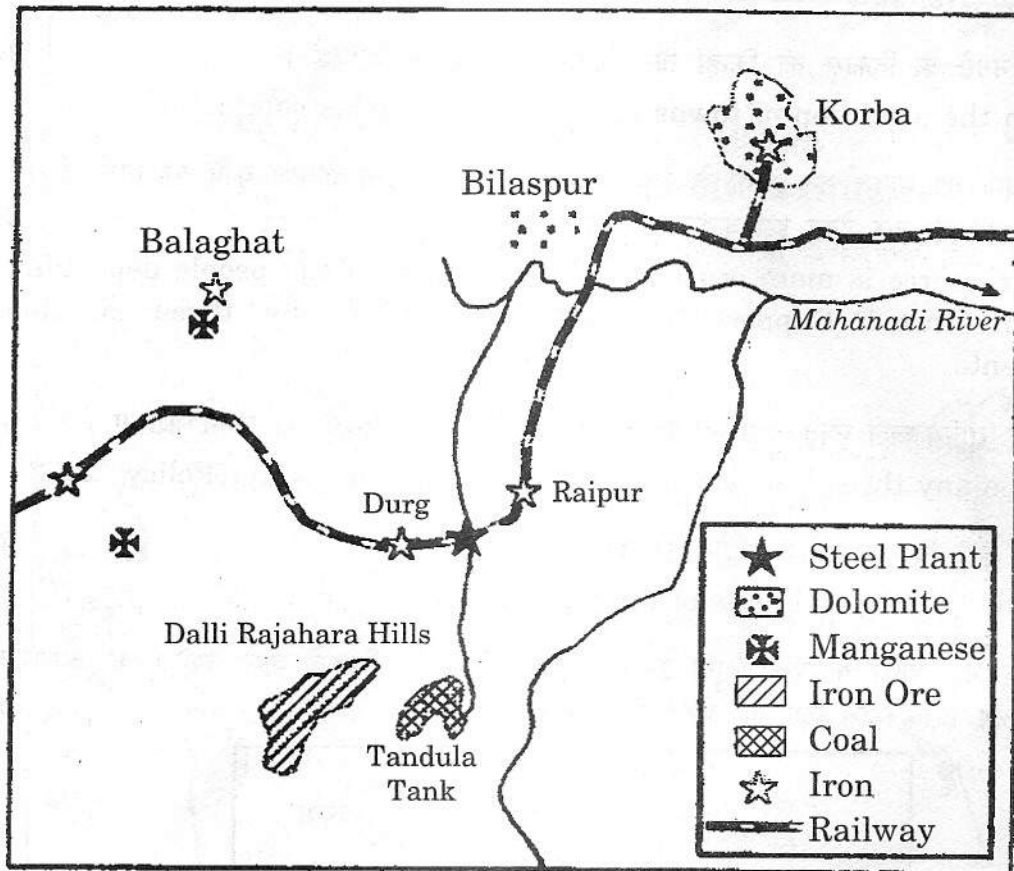 Korba
Bilaspur
Balaghat
Mahanadi River
Durg
Raipur
Dalli Rajahara Hills
Tandula
Tank
Steel Plant
Dolomite
Manganese
Iron Ore
Coal
Iron
Railway